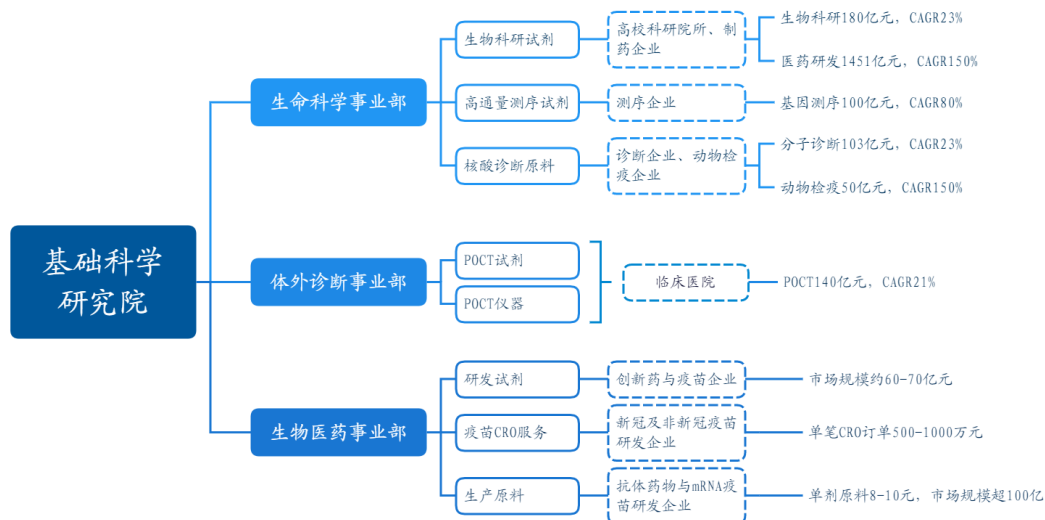 基础科学
研究院
生命科学事业部
生物科研试剂
高校科研院所、制
药企业
生物科研180亿元，CAGR23%
医药研发1451亿元，CAGR150%
高通量测序试剂
测序企业
基因测序100亿元，CAGR80%
核酸诊断原料
诊断企业、动物检
疫企业
分子诊断103亿元，CAGR23%
动物检疫50亿元，CAGR150%
体外诊断事业部
POCT试剂
POCT仪器
临床医院
POCT140亿元，CAGR21%
生物医药事业部
研发试剂
创新药与疫苗企业
市场规模约60-70亿元
疫苗CRO服务
新冠及非新冠疫苗
研发企业
单笔CRO订单500-1000万元
生产原料
抗体药物与mRNA疫
苗研发企业
单剂原料8-10元，市场规模超100亿